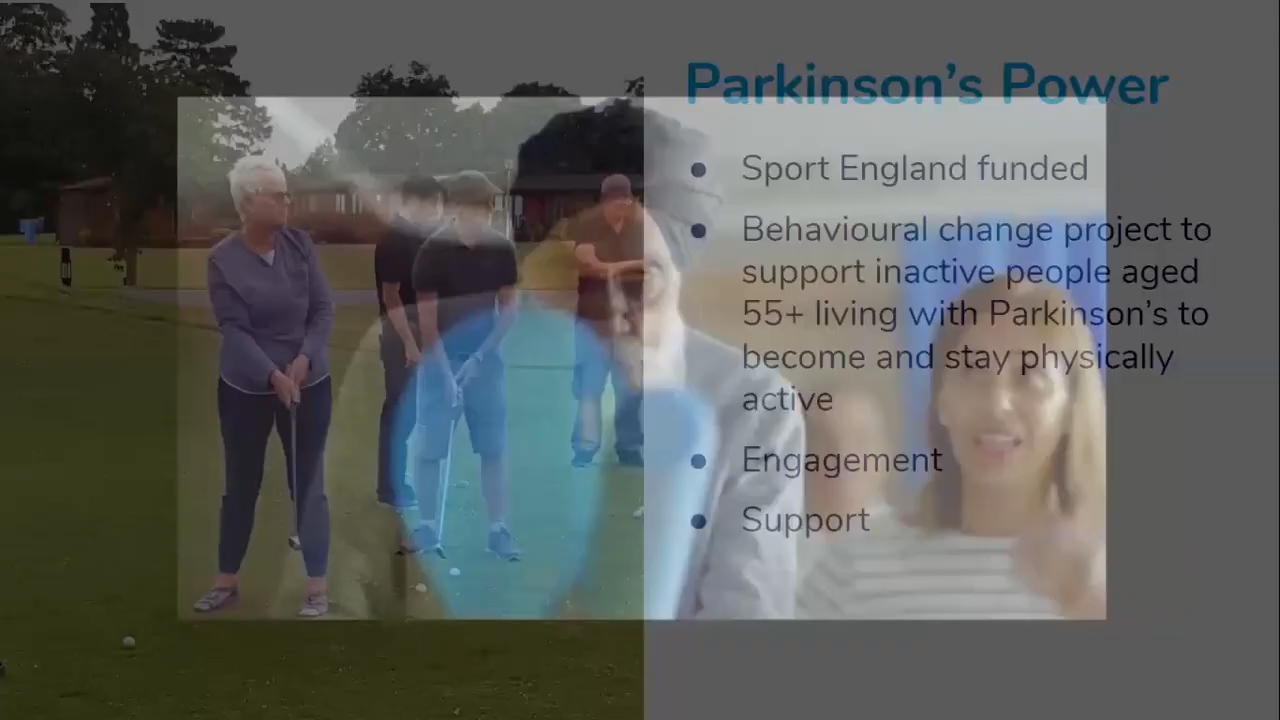 Parkinson's Power
• Sport England funded
• Behavioural change project to
support inactive people aged
55+ living with Parkinson's to
become and stay physically
active
• Engagement
• Support